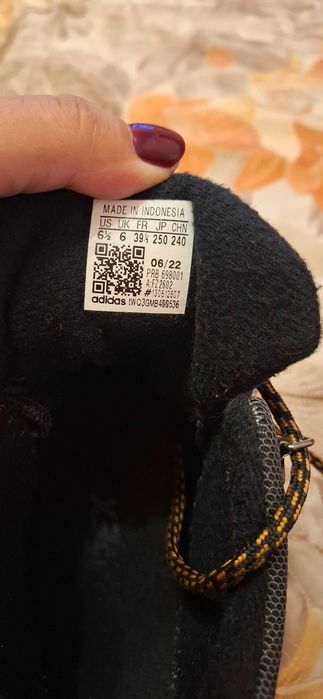 MADE IN INDONESIA
US UK FR JP CHN
6½ 6 39⅓ 250 240
06/22
PRB 698001
A:FZ2602
adidas